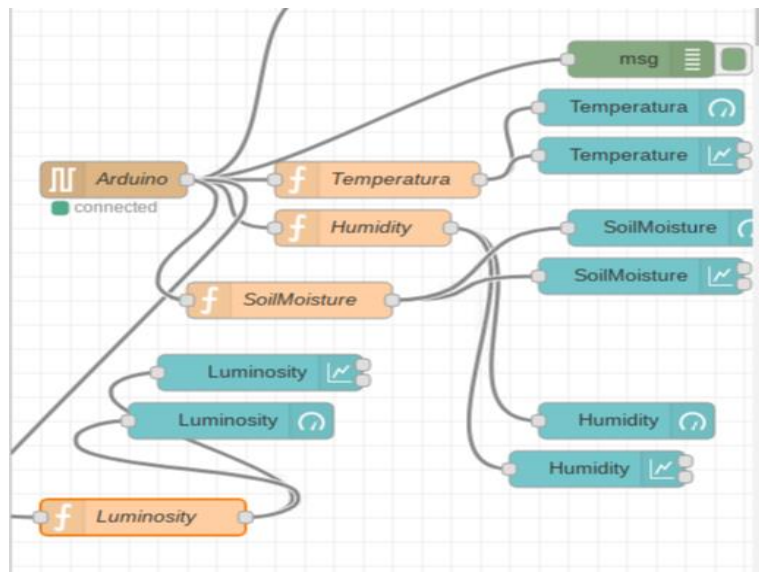 msg
Temperatura
Temperature
Arduino
connected
Temperatura
Humidity
SoilMoisture
SoilMoisture
SoilMoisture
Luminosity
Luminosity
Humidity
Humidity
Luminosity